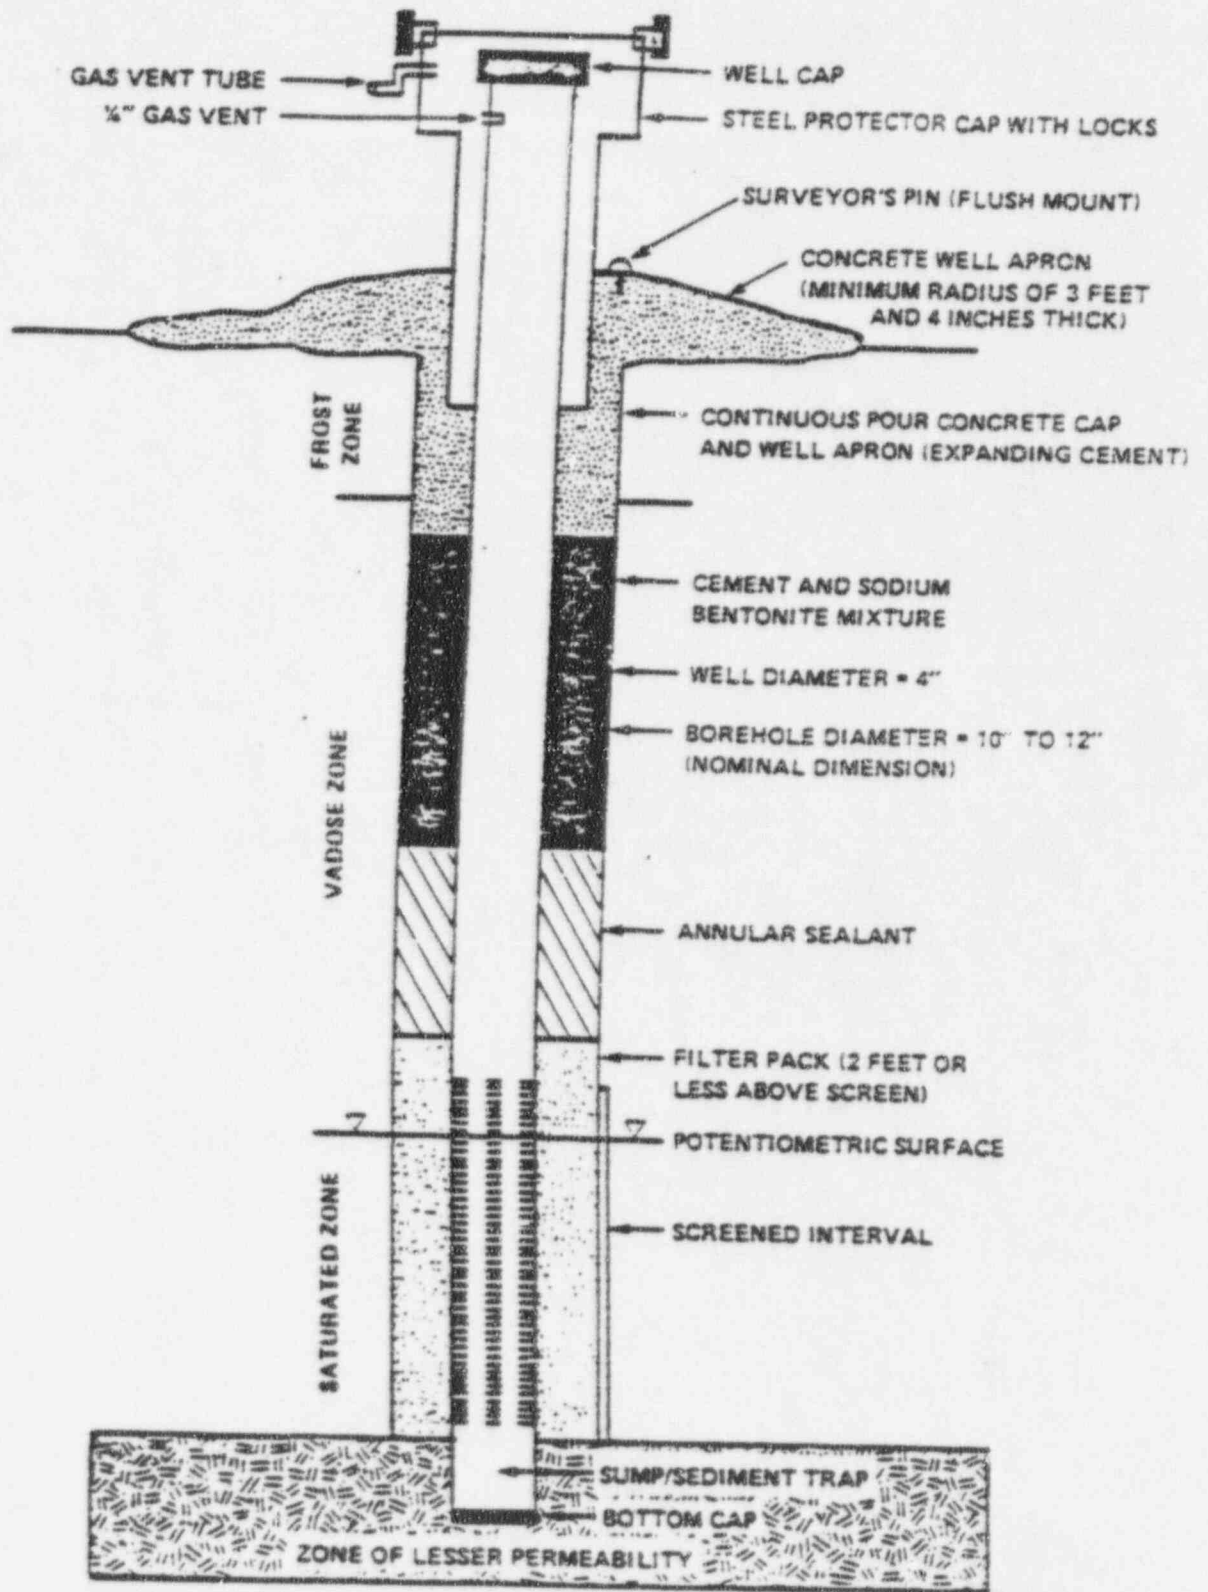 GAS VENT TUBE
¼" GAS VENT
WELL CAP
STEEL PROTECTOR CAP WITH LOCKS
SURVEYOR'S PIN (FLUSH MOUNT)
CONCRETE WELL APRON
(MINIMUM RADIUS OF 3 FEET
AND 4 INCHES THICK)
FROST
ZONE
CONTINUOUS POUR CONCRETE CAP
AND WELL APRON (EXPANDING CEMENT)
CEMENT AND SODIUM
BENTONITE MIXTURE
WELL DIAMETER = 4"
BOREHOLE DIAMETER = 10" TO 12"
(NOMINAL DIMENSION)
VADOSE ZONE
ANNULAR SEALANT
FILTER PACK (2 FEET OR
LESS ABOVE SCREEN)
POTENTIOMETRIC SURFACE
SCREENED INTERVAL
SATURATED ZONE
SUMP/SEDIMENT TRAP
BOTTOM CAP
ZONE OF LESSER PERMEABILITY